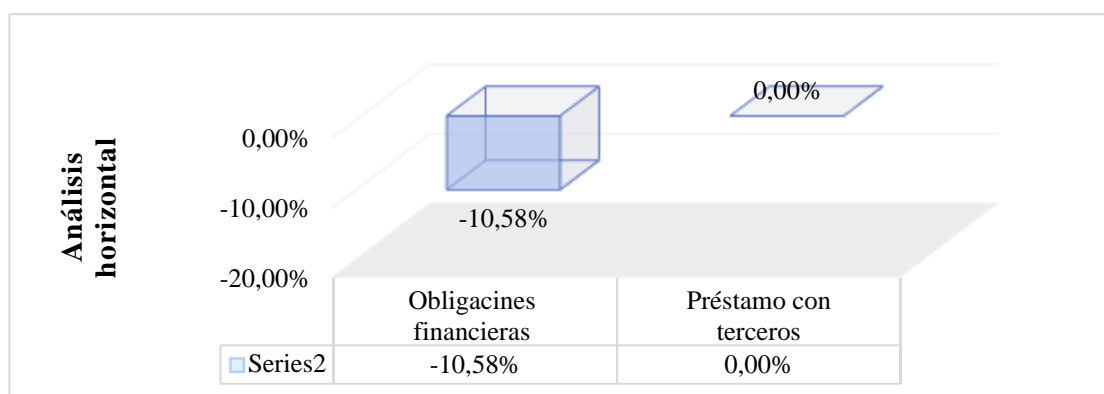 Análisis
horizontal
0,00%
-10,00%
-20,00%
0,00%
-10,58%
Obligacines
financieras
Préstamo con
terceros
Series2
-10,58%
0,00%